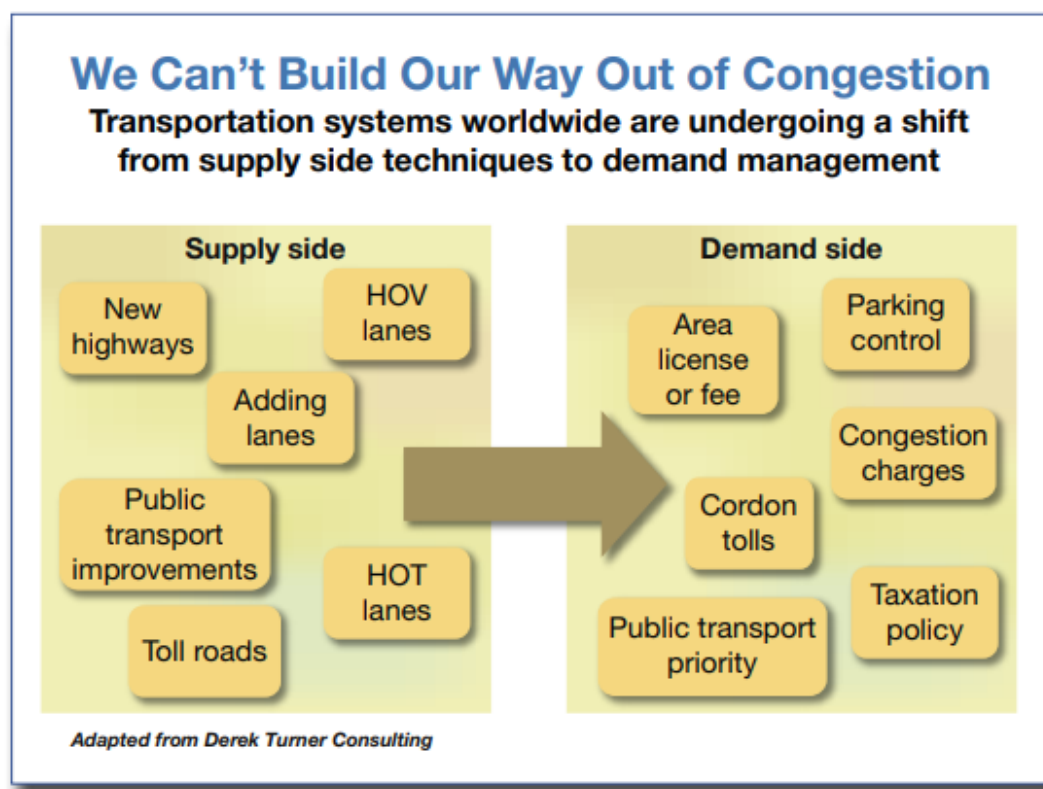 We Can’t Build Our Way Out of Congestion
Transportation systems worldwide are undergoing a shift
from supply side techniques to demand management
Supply side
New
highways
HOV
lanes
Adding
lanes
Public
transport
improvements
HOT
lanes
Toll roads
Demand side
Area
license
or fee
Parking
control
Congestion
charges
Cordon
tolls
Public transport
priority
Taxation
policy
Adapted from Derek Turner Consulting